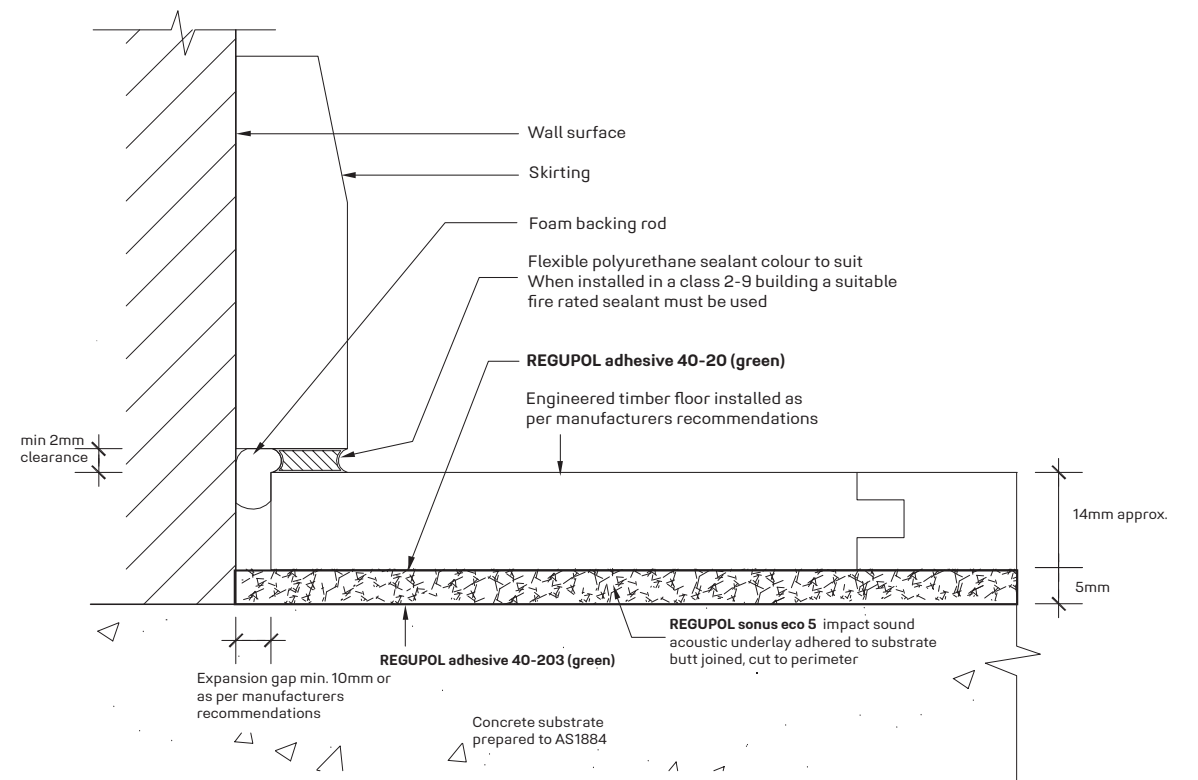 Wall surface
Skirting
Foam backing rod
Flexible polyurethane sealant colour to suit
When installed in a class 2-9 building a suitable
fire rated sealant must be used
REGUPOL adhesive 40-20 (green)
Engineered timber floor installed as
per manufacturers recommendations
min 2mm
clearance
14mm approx.
5mm
REGUPOL sonus eco 5 impact sound
acoustic underlay adhered to substrate
butt joined, cut to perimeter
REGUPOL adhesive 40-203 (green)
Expansion gap min. 10mm or
as per manufacturers
recommendations
Concrete substrate
prepared to AS1884